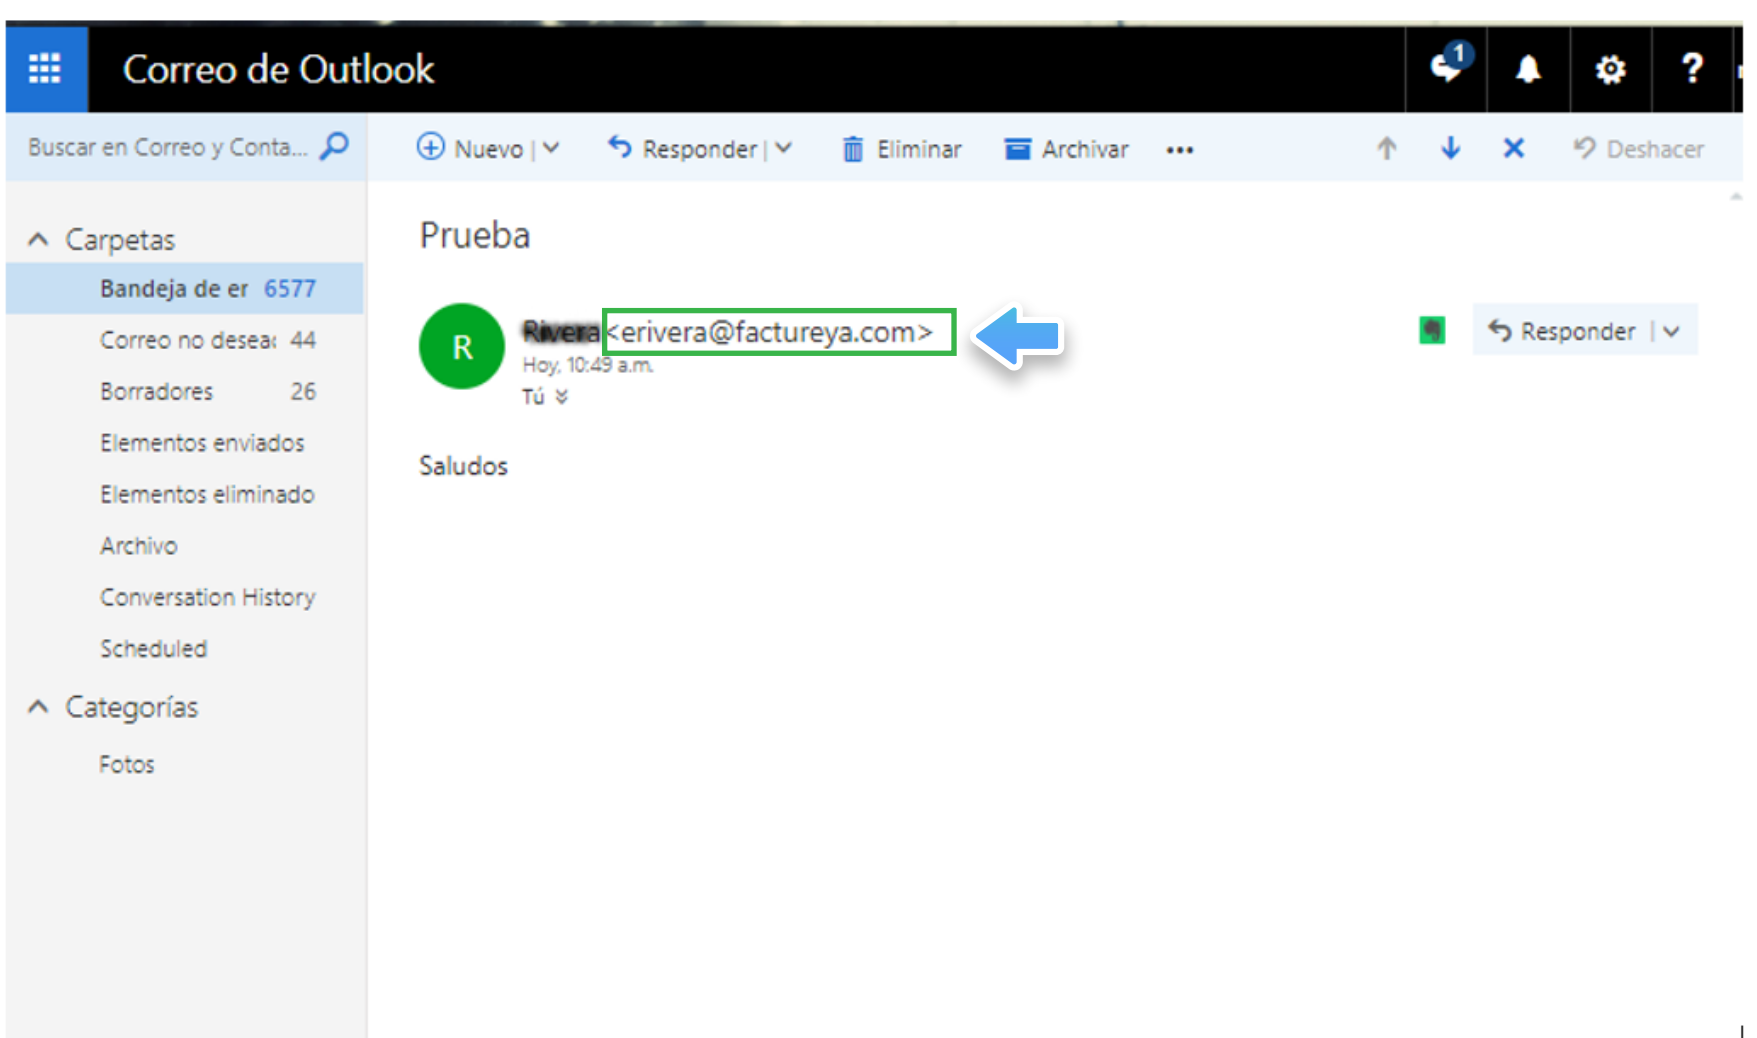 Correo de Outlook
1
?
Buscar en Correo y Conta...
Nuevo
Responder
Eliminar
Archivar
...
Deshacer
Carpetas
Bandeja de er 6577
Correo no desea 44
Borradores 26
Elementos enviados
Elementos eliminado
Archivo
Conversation History
Scheduled
Categorías
Fotos
Prueba
R
Rivera <erivera@factureya.com>
Hoy, 10:49 a.m.
Tú
Responder
Saludos